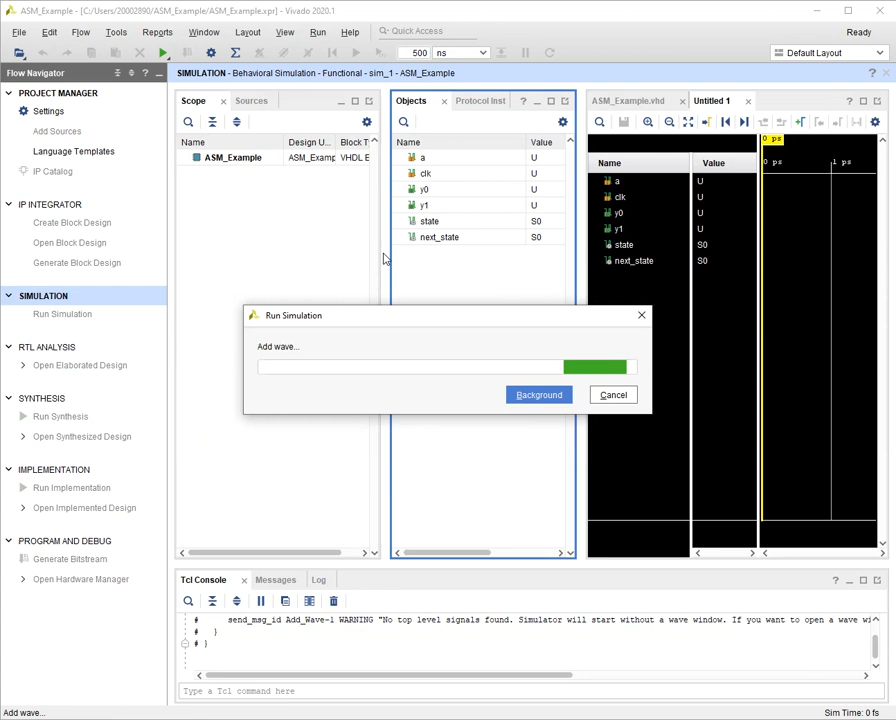 ASM_Example - [C:/Users/20002890/ASM_Example/ASM_Example.xpr] - Vivado 2020.1
File Edit Flow Tools Reports Window Layout View Run Help Quick Access Ready
500 ns Default Layout
Flow Navigator
SIMULATION - Behavioral Simulation - Functional - sim_1 - ASM_Example
PROJECT MANAGER
Settings
Add Sources
Language Templates
IP Catalog
IP INTEGRATOR
Create Block Design
Open Block Design
Generate Block Design
SIMULATION
Run Simulation
RTL ANALYSIS
Open Elaborated Design
SYNTHESIS
Run Synthesis
Open Synthesized Design
IMPLEMENTATION
Run Implementation
Open Implemented Design
PROGRAM AND DEBUG
Generate Bitstream
Open Hardware Manager
Scope Sources
Name Design U... Block T
ASM_Example ASM_Examp VHDL E
Objects Protocol Inst
Name Value
a U
clk U
y0 U
y1 U
state S0
next_state S0
ASM_Example.vhd Untitled 1
0 ps
Name Value 0 ps 1 ps
a U
clk U
y0 U
y1 U
state S0
next_state S0
Run Simulation
Add wave...
Background Cancel
Tcl Console Messages Log
# send_msg_id Add_Wave-1 WARNING "No top level signals found. Simulator will start without a wave window. If you want to open a wave wi
# }
# }
Type a Tcl command here
Add wave... Sim Time: 0 fs